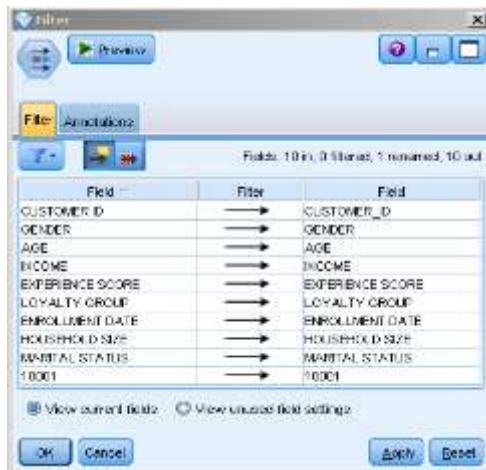 Filter
Preview
Filter Annotations
Fields: 10 in, 0 filtered, 1 renamed, 10 out
Field Filter Field
CUSTOMER ID CUSTOMER_ID
GENDER GENDER
AGE AGE
INCOME INCOME
EXPERIENCE SCORE EXPERIENCE SCORE
LOYALTY GROUP LOYALTY GROUP
ENROLLMENT DATE ENROLLMENT DATE
HOUSEHOLD SIZE HOUSEHOLD SIZE
MARITAL STATUS MARITAL STATUS
10001 10001
View current fields View unused field settings
OK Cancel Apply Reset